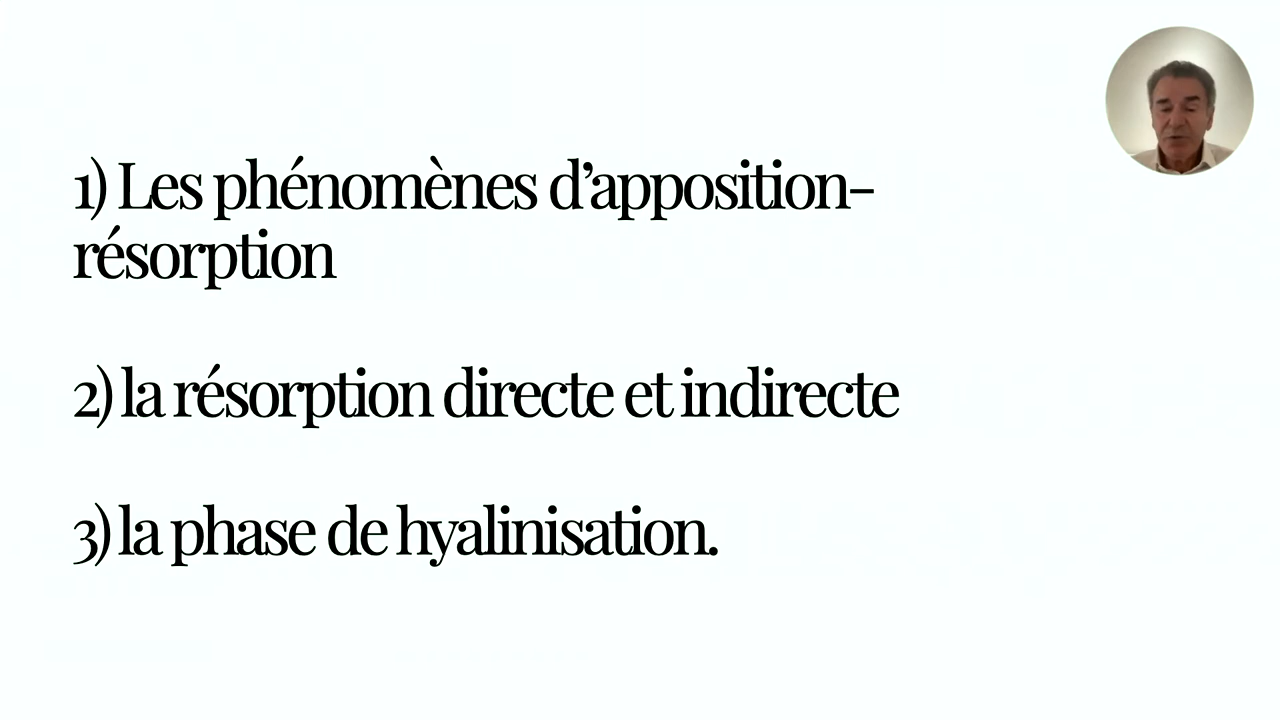 1) Les phénomènes d’apposition-
résorption
2) la résorption directe et indirecte
3) la phase de hyalinisation.